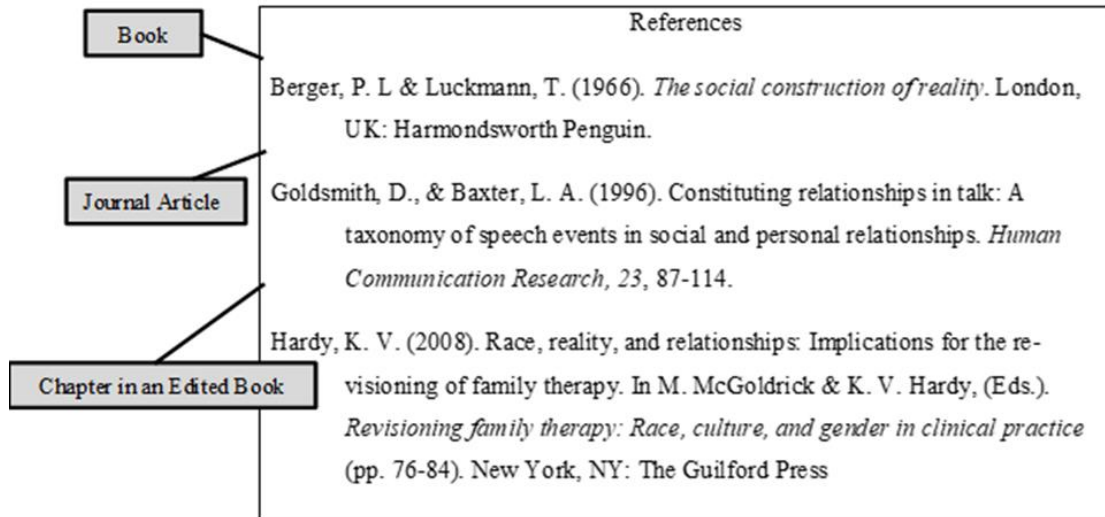 References
Book
Berger, P. L & Luckmann, T. (1966). The social construction of reality. London,
UK: Harmondsworth Penguin.
Journal Article
Goldsmith, D., & Baxter, L. A. (1996). Constituting relationships in talk: A
taxonomy of speech events in social and personal relationships. Human
Communication Research, 23, 87-114.
Chapter in an Edited Book
Hardy, K. V. (2008). Race, reality, and relationships: Implications for the re-
visioning of family therapy. In M. McGoldrick & K. V. Hardy, (Eds.).
Revisioning family therapy: Race, culture, and gender in clinical practice
(pp. 76-84). New York, NY: The Guilford Press